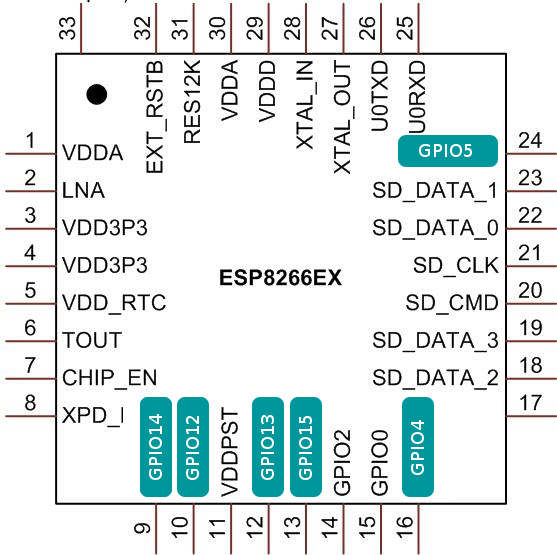 33
32
31
30
29
28
27
26
25
EXT_RSTB
RES12K
VDDA
VDDD
XTAL_IN
XTAL_OUT
U0TXD
U0RXD
1 VDDA
2 LNA
3 VDD3P3
4 VDD3P3
5 VDD_RTC
6 TOUT
7 CHIP_EN
8 XPD_I
ESP8266EX
GPIO5 24
SD_DATA_1 23
SD_DATA_0 22
SD_CLK 21
SD_CMD 20
SD_DATA_3 19
SD_DATA_2 18
17
GPIO14
GPIO12
VDDPST
GPIO13
GPIO15
GPIO2
GPIO0
GPIO4
9
10
11
12
13
14
15
16